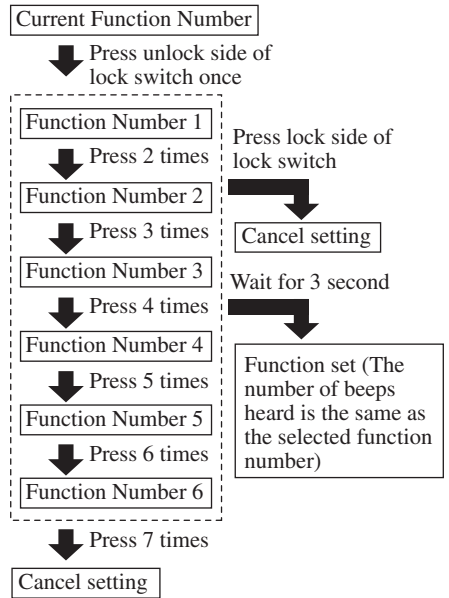 Current Function Number
Press unlock side of
lock switch once
Function Number 1
Press 2 times
Function Number 2
Press 3 times
Function Number 3
Press 4 times
Function Number 4
Press 5 times
Function Number 5
Press 6 times
Function Number 6
Press 7 times
Cancel setting
Press lock side of
lock switch
Cancel setting
Wait for 3 second
Function set (The
number of beeps
heard is the same as
the selected function
number)